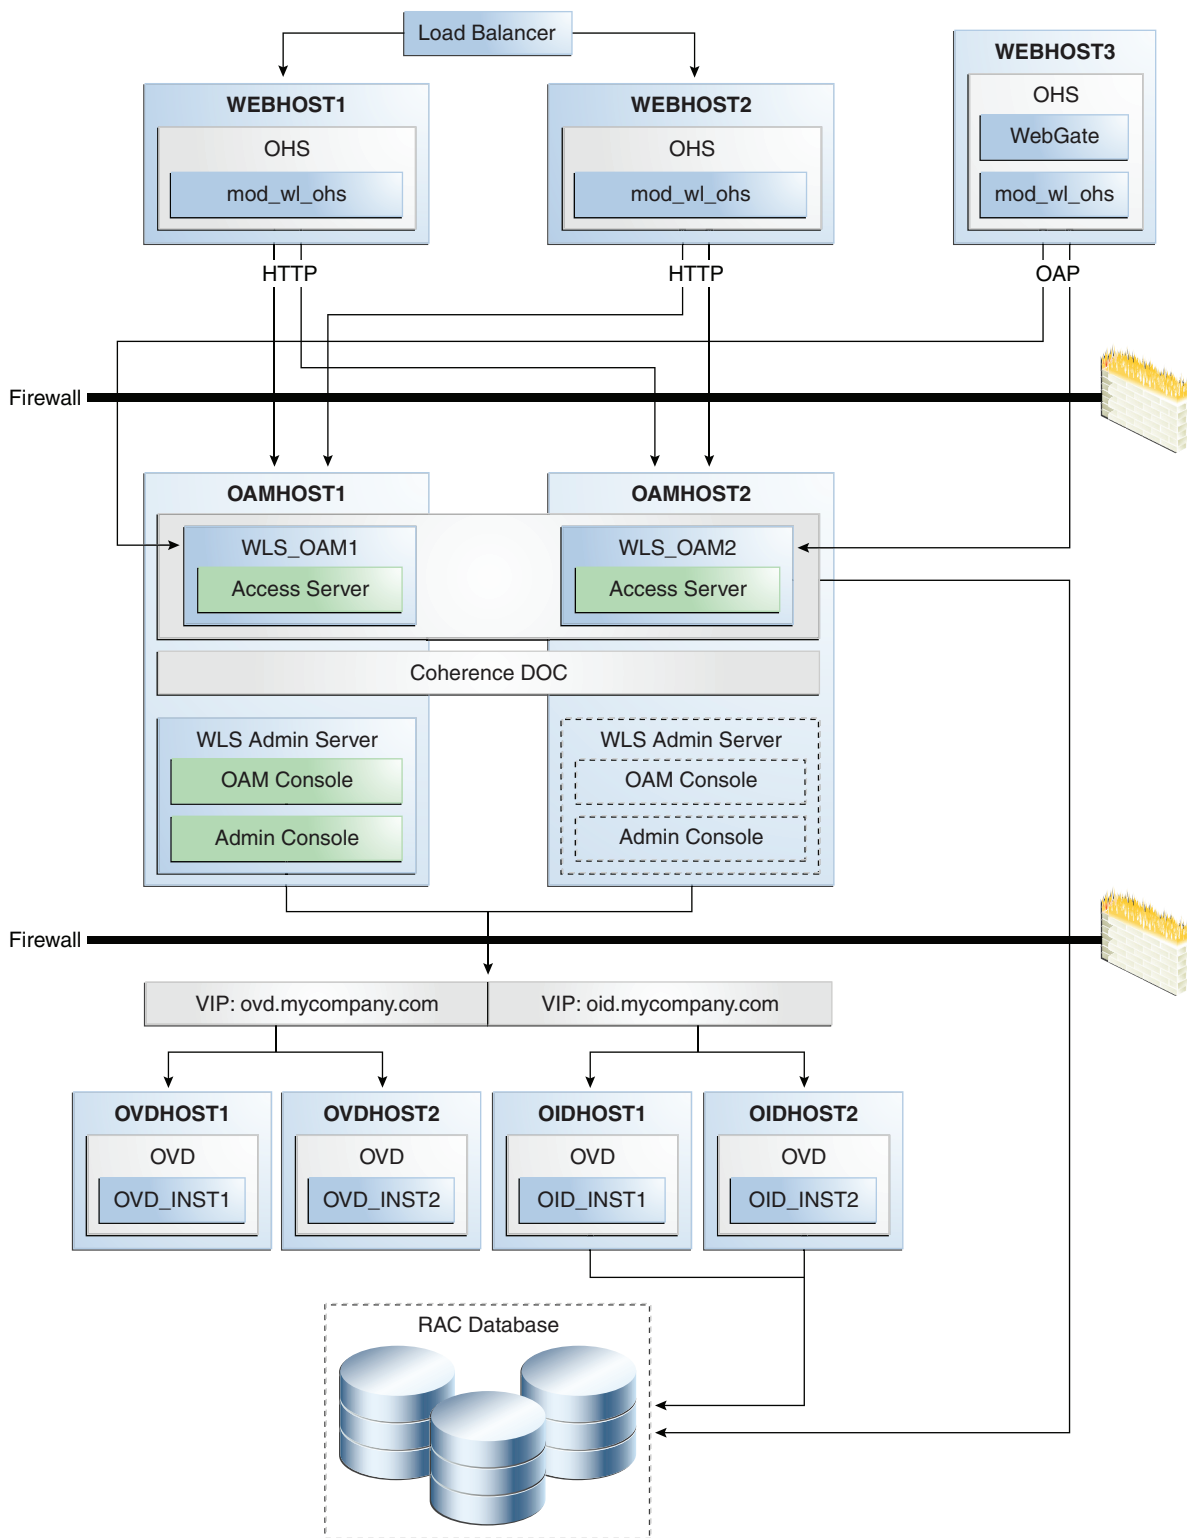 Load Balancer
WEBHOST1
OHS
mod_wl_ohs
WEBHOST2
OHS
mod_wl_ohs
WEBHOST3
OHS
WebGate
mod_wl_ohs
HTTP
HTTP
OAP
Firewall
OAMHOST1
OAMHOST2
WLS_OAM1
Access Server
WLS_OAM2
Access Server
Coherence DOC
WLS Admin Server
OAM Console
Admin Console
WLS Admin Server
OAM Console
Admin Console
Firewall
VIP: ovd.mycompany.com
VIP: oid.mycompany.com
OVDHOST1
OVD
OVD_INST1
OVDHOST2
OVD
OVD_INST2
OIDHOST1
OVD
OID_INST1
OIDHOST2
OVD
OID_INST2
RAC Database